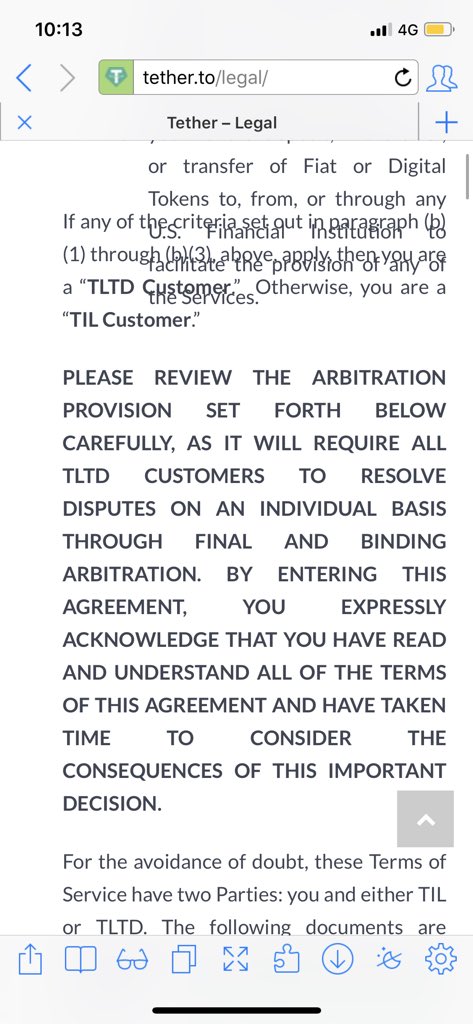 10:13
4G
tether.to/legal/
Tether – Legal
or transfer of Fiat or Digital
Tokens to, from, or through any
If any of the criteria set out in paragraph (b)
U.S. Financial Institution to
(1) through (b)(3), above, apply, then you are
facilitate the provision of any of
a “TLTD Customer.” Otherwise, you are a
the Services.
“TIL Customer.”
PLEASE REVIEW THE ARBITRATION
PROVISION SET FORTH BELOW
CAREFULLY, AS IT WILL REQUIRE ALL
TLTD CUSTOMERS TO RESOLVE
DISPUTES ON AN INDIVIDUAL BASIS
THROUGH FINAL AND BINDING
ARBITRATION. BY ENTERING THIS
AGREEMENT, YOU EXPRESSLY
ACKNOWLEDGE THAT YOU HAVE READ
AND UNDERSTAND ALL OF THE TERMS
OF THIS AGREEMENT AND HAVE TAKEN
TIME TO CONSIDER THE
CONSEQUENCES OF THIS IMPORTANT
DECISION.
For the avoidance of doubt, these Terms of
Service have two Parties: you and either TIL
or TLTD. The following documents are